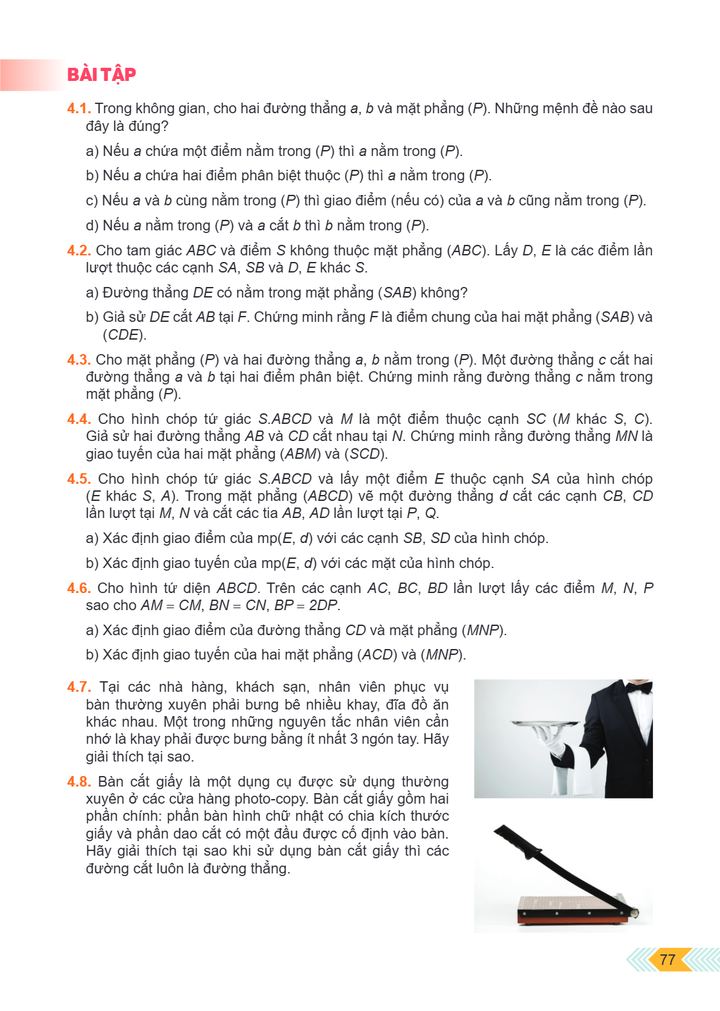 BÀI TẬP
4.1. Trong không gian, cho hai đường thẳng a, b và mặt phẳng (P). Những mệnh đề nào sau
đây là đúng?
a) Nếu a chứa một điểm nằm trong (P) thì a nằm trong (P).
b) Nếu a chứa hai điểm phân biệt thuộc (P) thì a nằm trong (P).
c) Nếu a và b cùng nằm trong (P) thì giao điểm (nếu có) của a và b cũng nằm trong (P).
d) Nếu a nằm trong (P) và a cắt b thì b nằm trong (P).
4.2. Cho tam giác ABC và điểm S không thuộc mặt phẳng (ABC). Lấy D, E là các điểm lần
lượt thuộc các cạnh SA, SB và D, E khác S.
a) Đường thẳng DE có nằm trong mặt phẳng (SAB) không?
b) Giả sử DE cắt AB tại F. Chứng minh rằng F là điểm chung của hai mặt phẳng (SAB) và
(CDE).
4.3. Cho mặt phẳng (P) và hai đường thẳng a, b nằm trong (P). Một đường thẳng c cắt hai
đường thẳng a và b tại hai điểm phân biệt. Chứng minh rằng đường thẳng c nằm trong
mặt phẳng (P).
4.4. Cho hình chóp tứ giác S.ABCD và M là một điểm thuộc cạnh SC (M khác S, C).
Giả sử hai đường thẳng AB và CD cắt nhau tại N. Chứng minh rằng đường thẳng MN là
giao tuyến của hai mặt phẳng (ABM) và (SCD).
4.5. Cho hình chóp tứ giác S.ABCD và lấy một điểm E thuộc cạnh SA của hình chóp
(E khác S, A). Trong mặt phẳng (ABCD) vẽ một đường thẳng d cắt các cạnh CB, CD
lần lượt tại M, N và cắt các tia AB, AD lần lượt tại P, Q.
a) Xác định giao điểm của mp(E, d) với các cạnh SB, SD của hình chóp.
b) Xác định giao tuyến của mp(E, d) với các mặt của hình chóp.
4.6. Cho hình tứ diện ABCD. Trên các cạnh AC, BC, BD lần lượt lấy các điểm M, N, P
sao cho AM = CM, BN = CN, BP = 2DP.
a) Xác định giao điểm của đường thẳng CD và mặt phẳng (MNP).
b) Xác định giao tuyến của hai mặt phẳng (ACD) và (MNP).
4.7. Tại các nhà hàng, khách sạn, nhân viên phục vụ
bàn thường xuyên phải bưng bê nhiều khay, đĩa đồ ăn
khác nhau. Một trong những nguyên tắc nhân viên cần
nhớ là khay phải được bưng bằng ít nhất 3 ngón tay. Hãy
giải thích tại sao.
4.8. Bàn cắt giấy là một dụng cụ được sử dụng thường
xuyên ở các cửa hàng photo-copy. Bàn cắt giấy gồm hai
phần chính: phần bàn hình chữ nhật có chia kích thước
giấy và phần dao cắt có một đầu được cố định vào bàn.
Hãy giải thích tại sao khi sử dụng bàn cắt giấy thì các
đường cắt luôn là đường thẳng.
77